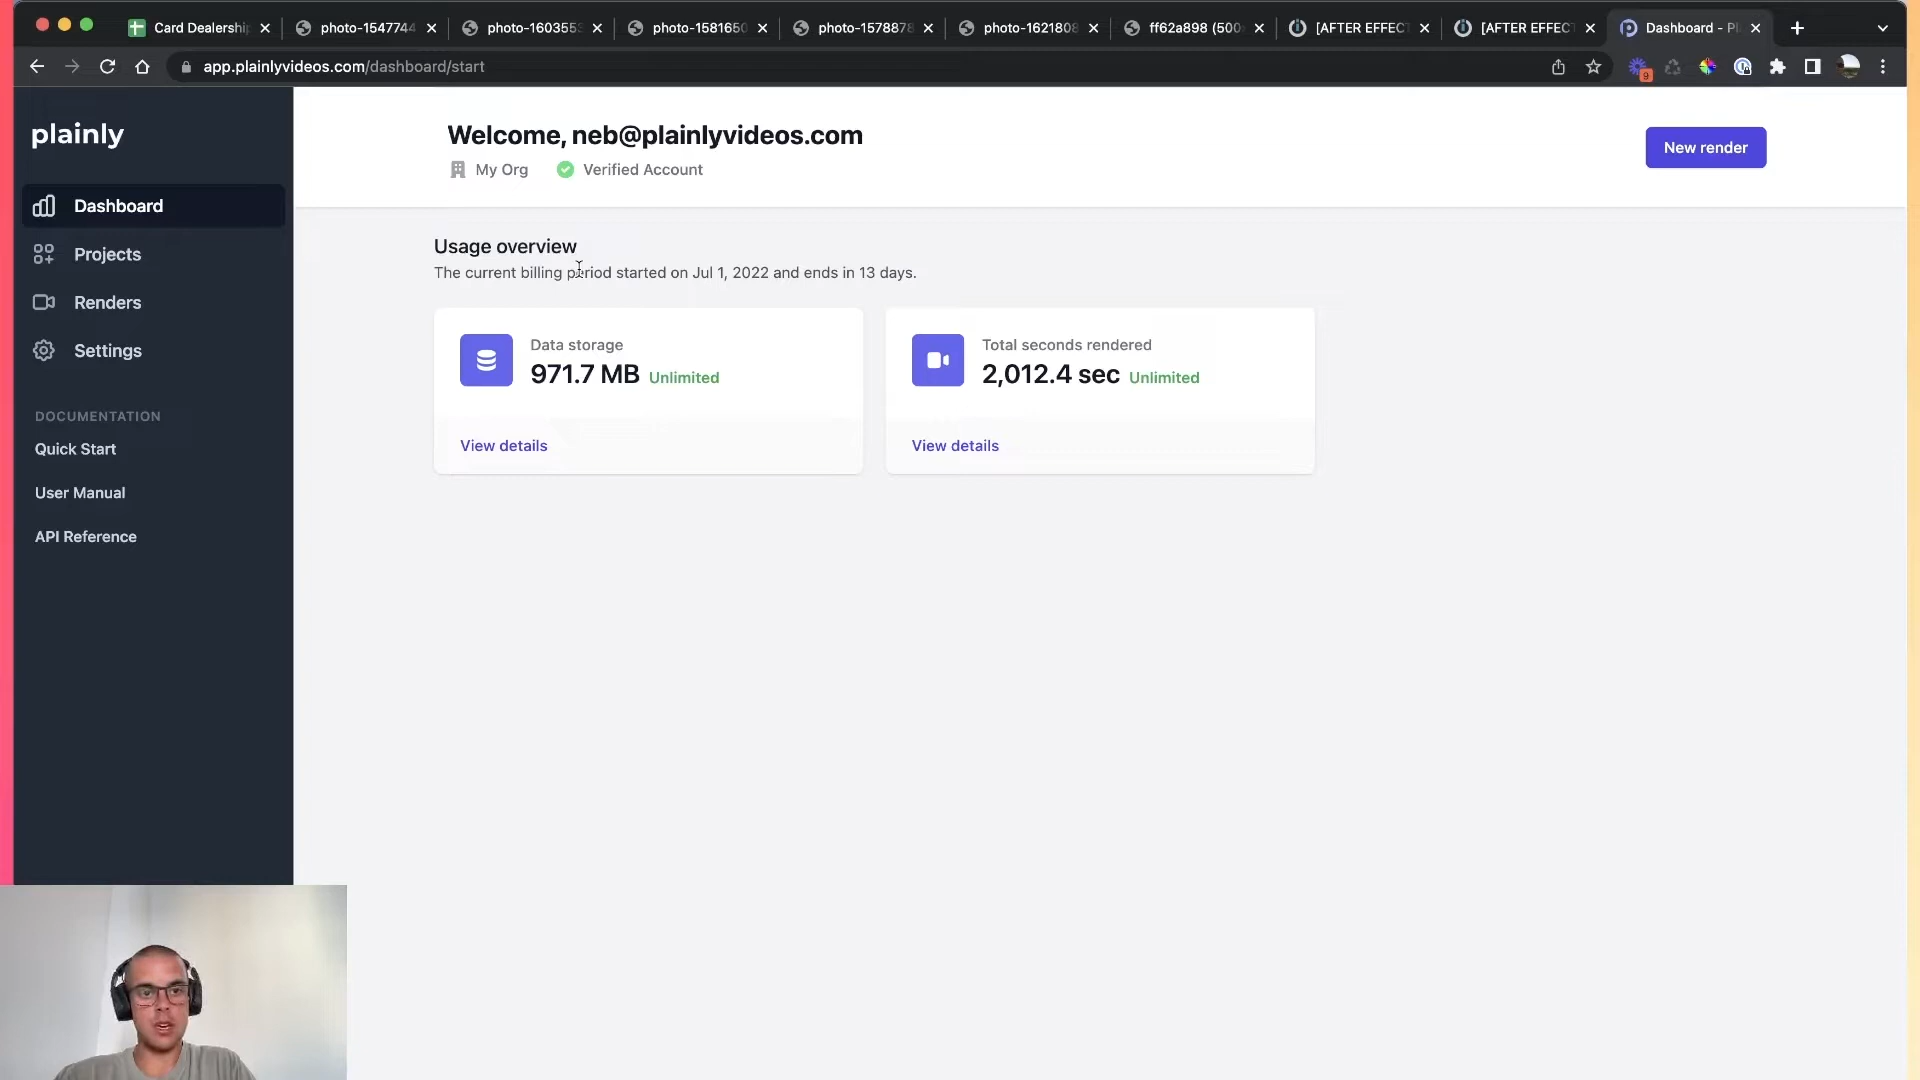 Card Dealershi
photo-1547744
photo-160355
photo-1581650
photo-1578878
photo-1621808
ff62a898 (500
[AFTER EFFECT
[AFTER EFFECT
Dashboard - Pl
app.plainlyvideos.com/dashboard/start
9
plainly
Dashboard
Projects
Renders
Settings
DOCUMENTATION
Quick Start
User Manual
API Reference
Welcome, neb@plainlyvideos.com
My Org
Verified Account
New render
Usage overview
The current billing period started on Jul 1, 2022 and ends in 13 days.
Data storage
971.7 MB Unlimited
View details
Total seconds rendered
2,012.4 sec Unlimited
View details